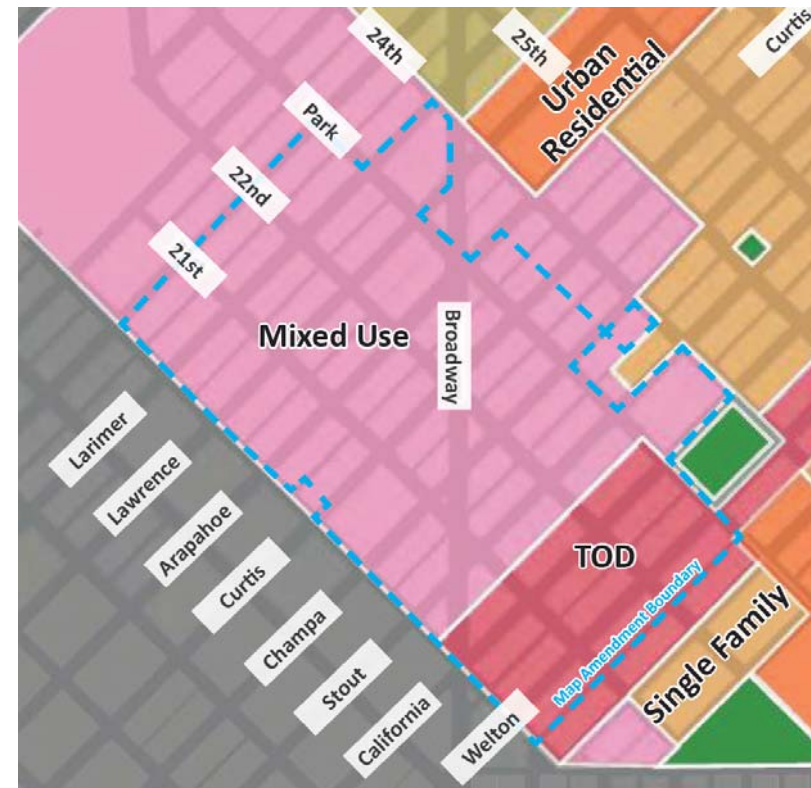 24th
25th
Curtis
Urban
Residential
Park
22nd
21st
Mixed Use
Broadway
Larimer
Lawrence
Arapahoe
Curtis
Champa
Stout
California
Welton
TOD
Map Amendment Boundary
Single Family